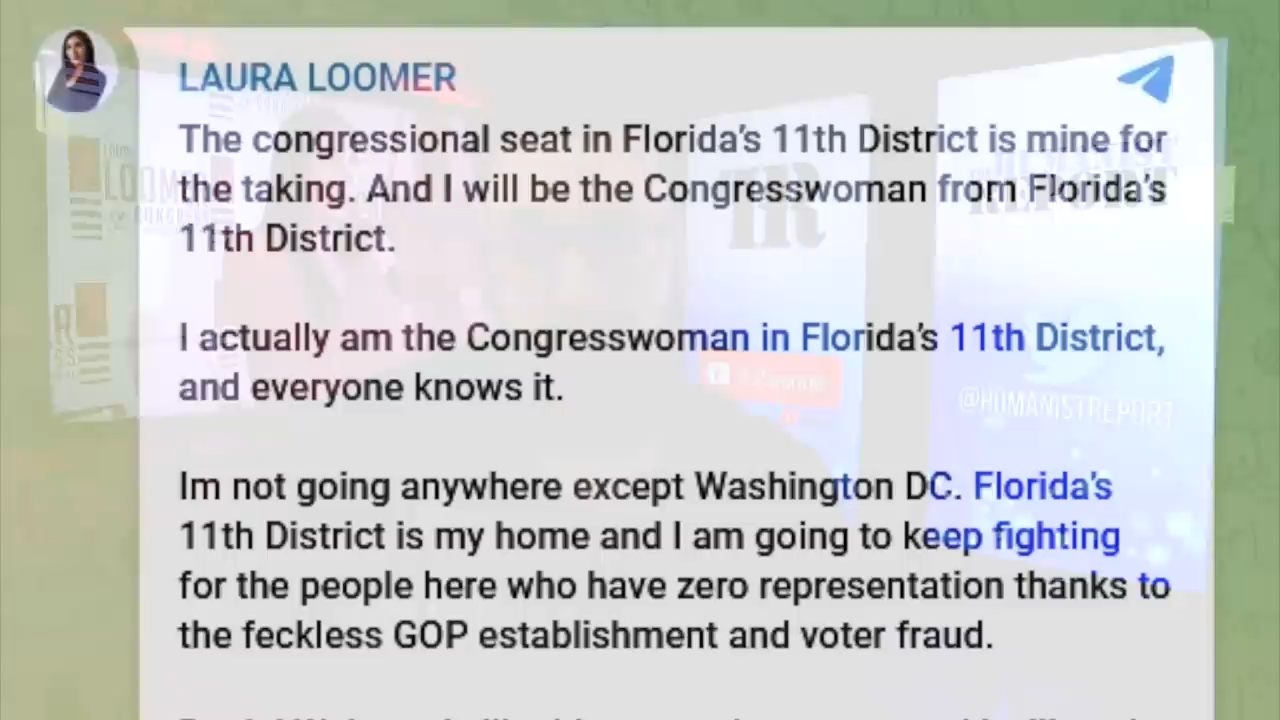 LAURA LOOMER
The congressional seat in Florida's 11th District is mine for
the taking. And I will be the Congresswoman from Florida's
11th District.
I actually am the Congresswoman in Florida's 11th District,
and everyone knows it.
Im not going anywhere except Washington DC. Florida's
11th District is my home and I am going to keep fighting
for the people here who have zero representation thanks to
the feckless GOP establishment and voter fraud.
HUMANIST
REPORT
@HUMANISTREPORT